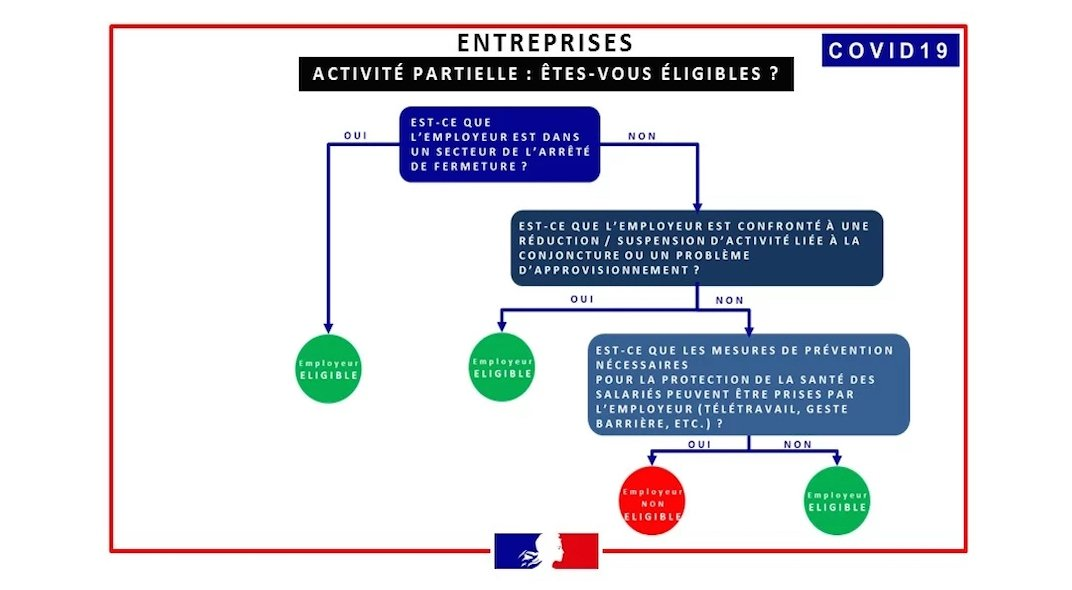 ENTREPRISES
COVID19
ACTIVITÉ PARTIELLE : ÊTES-VOUS ÉLIGIBLES ?
EST-CE QUE
L'EMPLOYEUR EST DANS
UN SECTEUR DE L'ARRÊTÉ
DE FERMETURE ?
OUI
NON
EST-CE QUE L'EMPLOYEUR EST CONFRONTÉ À UNE
RÉDUCTION / SUSPENSION D'ACTIVITÉ LIÉE À LA
CONJONCTURE OU UN PROBLÈME
D'APPROVISIONNEMENT ?
OUI
NON
Employeur
ELIGIBLE
Employeur
ELIGIBLE
EST-CE QUE LES MESURES DE PRÉVENTION
NÉCESSAIRES
POUR LA PROTECTION DE LA SANTÉ DES
SALARIÉS PEUVENT ÊTRE PRISES PAR
L'EMPLOYEUR (TÉLÉTRAVAIL, GESTE
BARRIÈRE, ETC.) ?
OUI
NON
Employeur
NON
ELIGIBLE
Employeur
ELIGIBLE